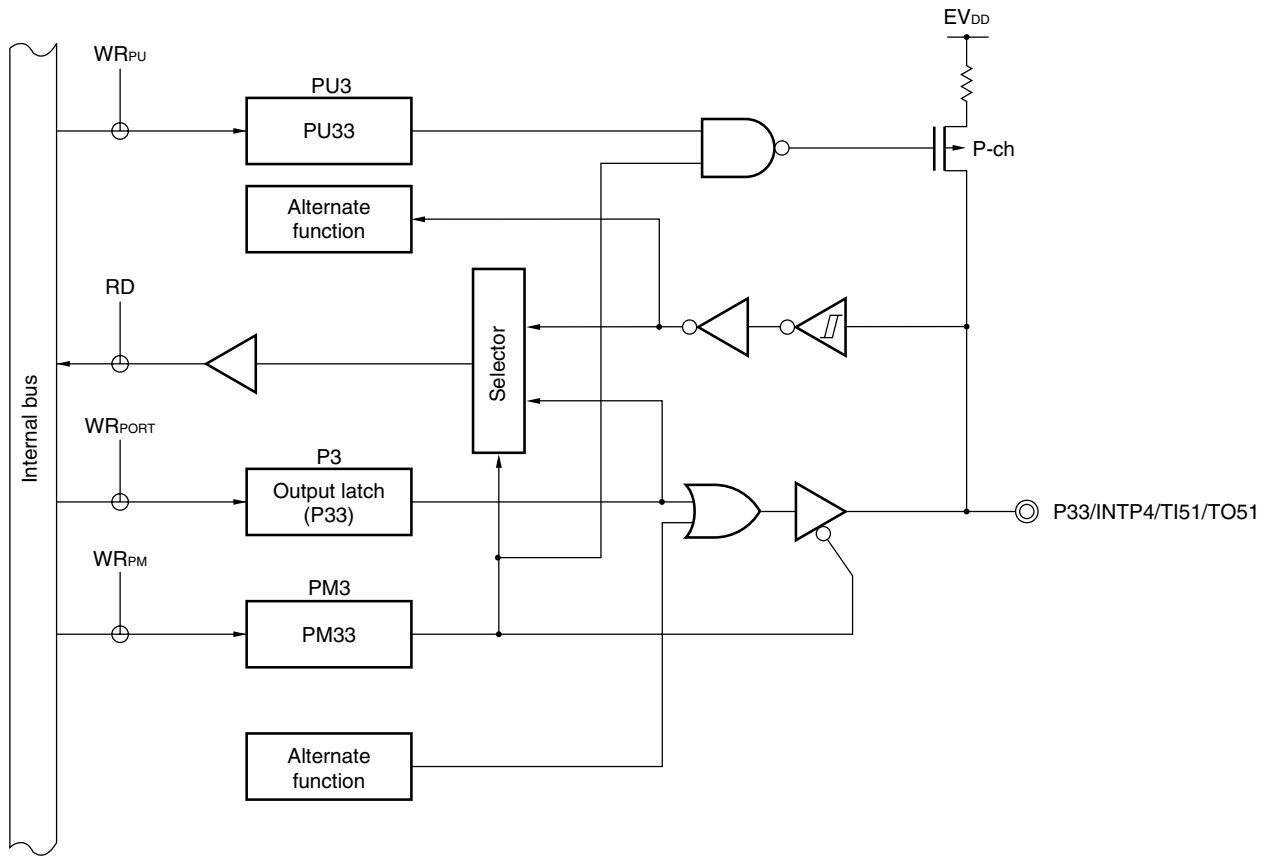 EVDD
WRPU
PU3
PU33
P-ch
Alternate
function
RD
Selector
Internal bus
WRPORT
P3
Output latch
(P33)
P33/INTP4/TI51/TO51
WRPM
PM3
PM33
Alternate
function